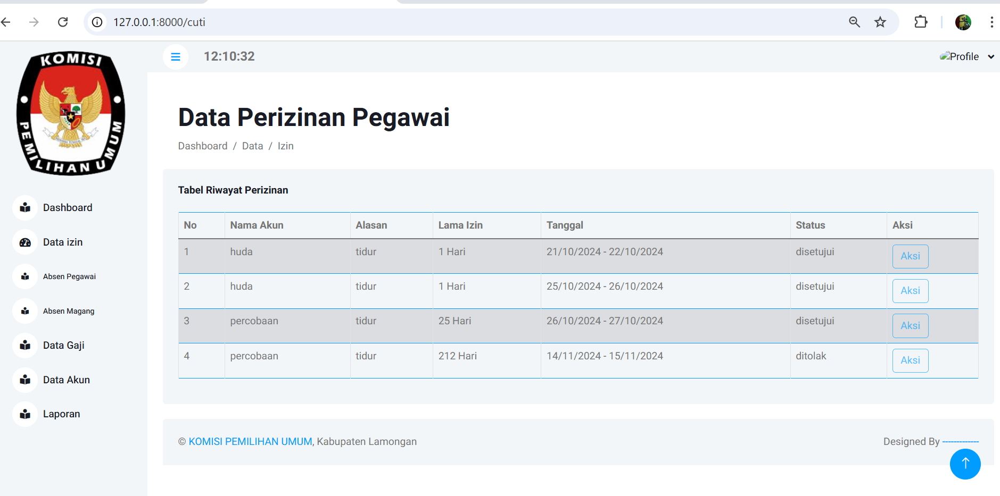 127.0.0.1:8000/cuti
KOMISI
PEMILIHAN UMUM
12:10:32
Profile
Dashboard
Data izin
Absen Pegawai
Absen Magang
Data Gaji
Data Akun
Laporan
Data Perizinan Pegawai
Dashboard / Data / Izin
Tabel Riwayat Perizinan
No Nama Akun Alasan Lama Izin Tanggal Status Aksi
1 huda tidur 1 Hari 21/10/2024 - 22/10/2024 disetujui Aksi
2 huda tidur 1 Hari 25/10/2024 - 26/10/2024 disetujui Aksi
3 percobaan tidur 25 Hari 26/10/2024 - 27/10/2024 disetujui Aksi
4 percobaan tidur 212 Hari 14/11/2024 - 15/11/2024 ditolak Aksi
© KOMISI PEMILIHAN UMUM, Kabupaten Lamongan
Designed By -------------